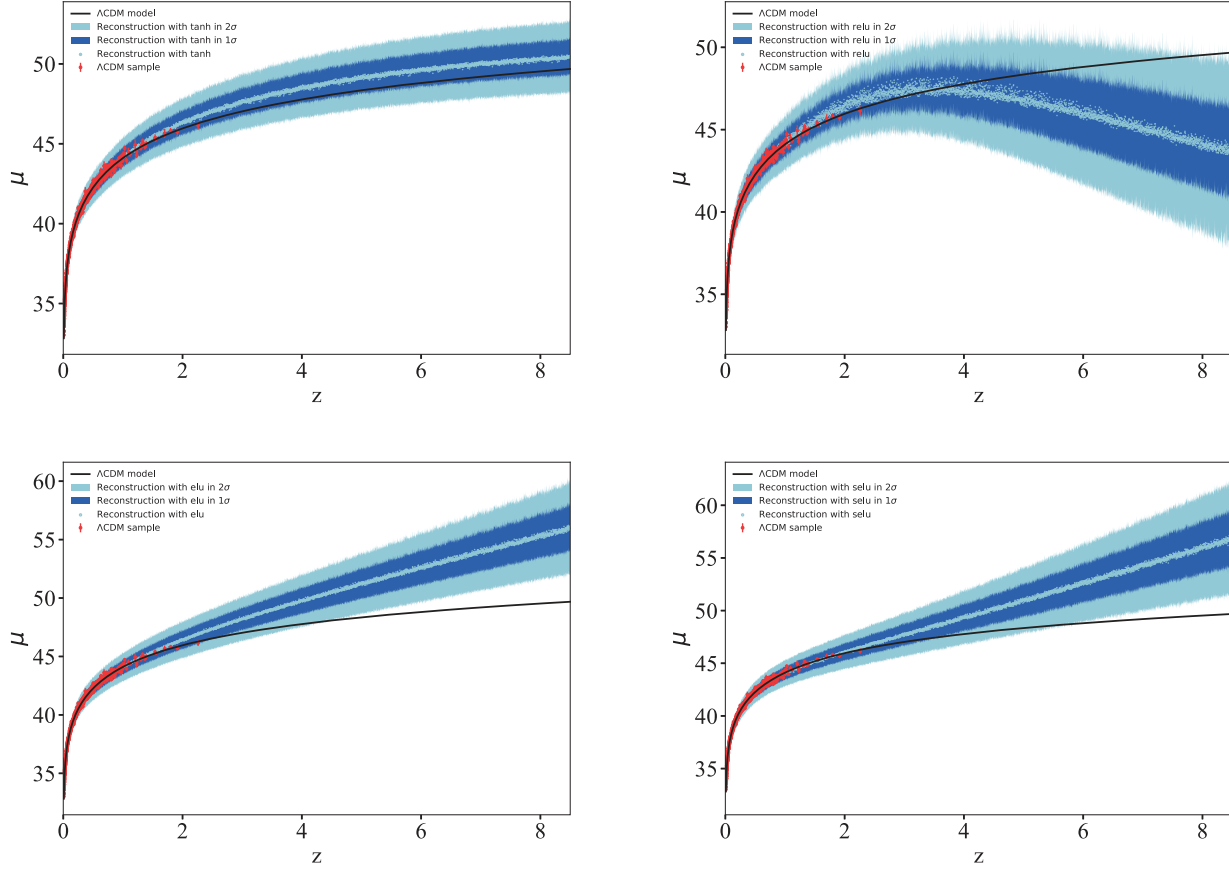 ΛCDM model
Reconstruction with tanh in 2σ
Reconstruction with tanh in 1σ
Reconstruction with tanh
ΛCDM sample
50
45
40
35
μ
0 2 4 6 8
z
ΛCDM model
Reconstruction with relu in 2σ
Reconstruction with relu in 1σ
Reconstruction with relu
ΛCDM sample
50
45
40
35
μ
0 2 4 6 8
z
ΛCDM model
Reconstruction with elu in 2σ
Reconstruction with elu in 1σ
Reconstruction with elu
ΛCDM sample
60
55
50
45
40
35
μ
0 2 4 6 8
z
ΛCDM model
Reconstruction with selu in 2σ
Reconstruction with selu in 1σ
Reconstruction with selu
ΛCDM sample
60
55
50
45
40
35
μ
0 2 4 6 8
z